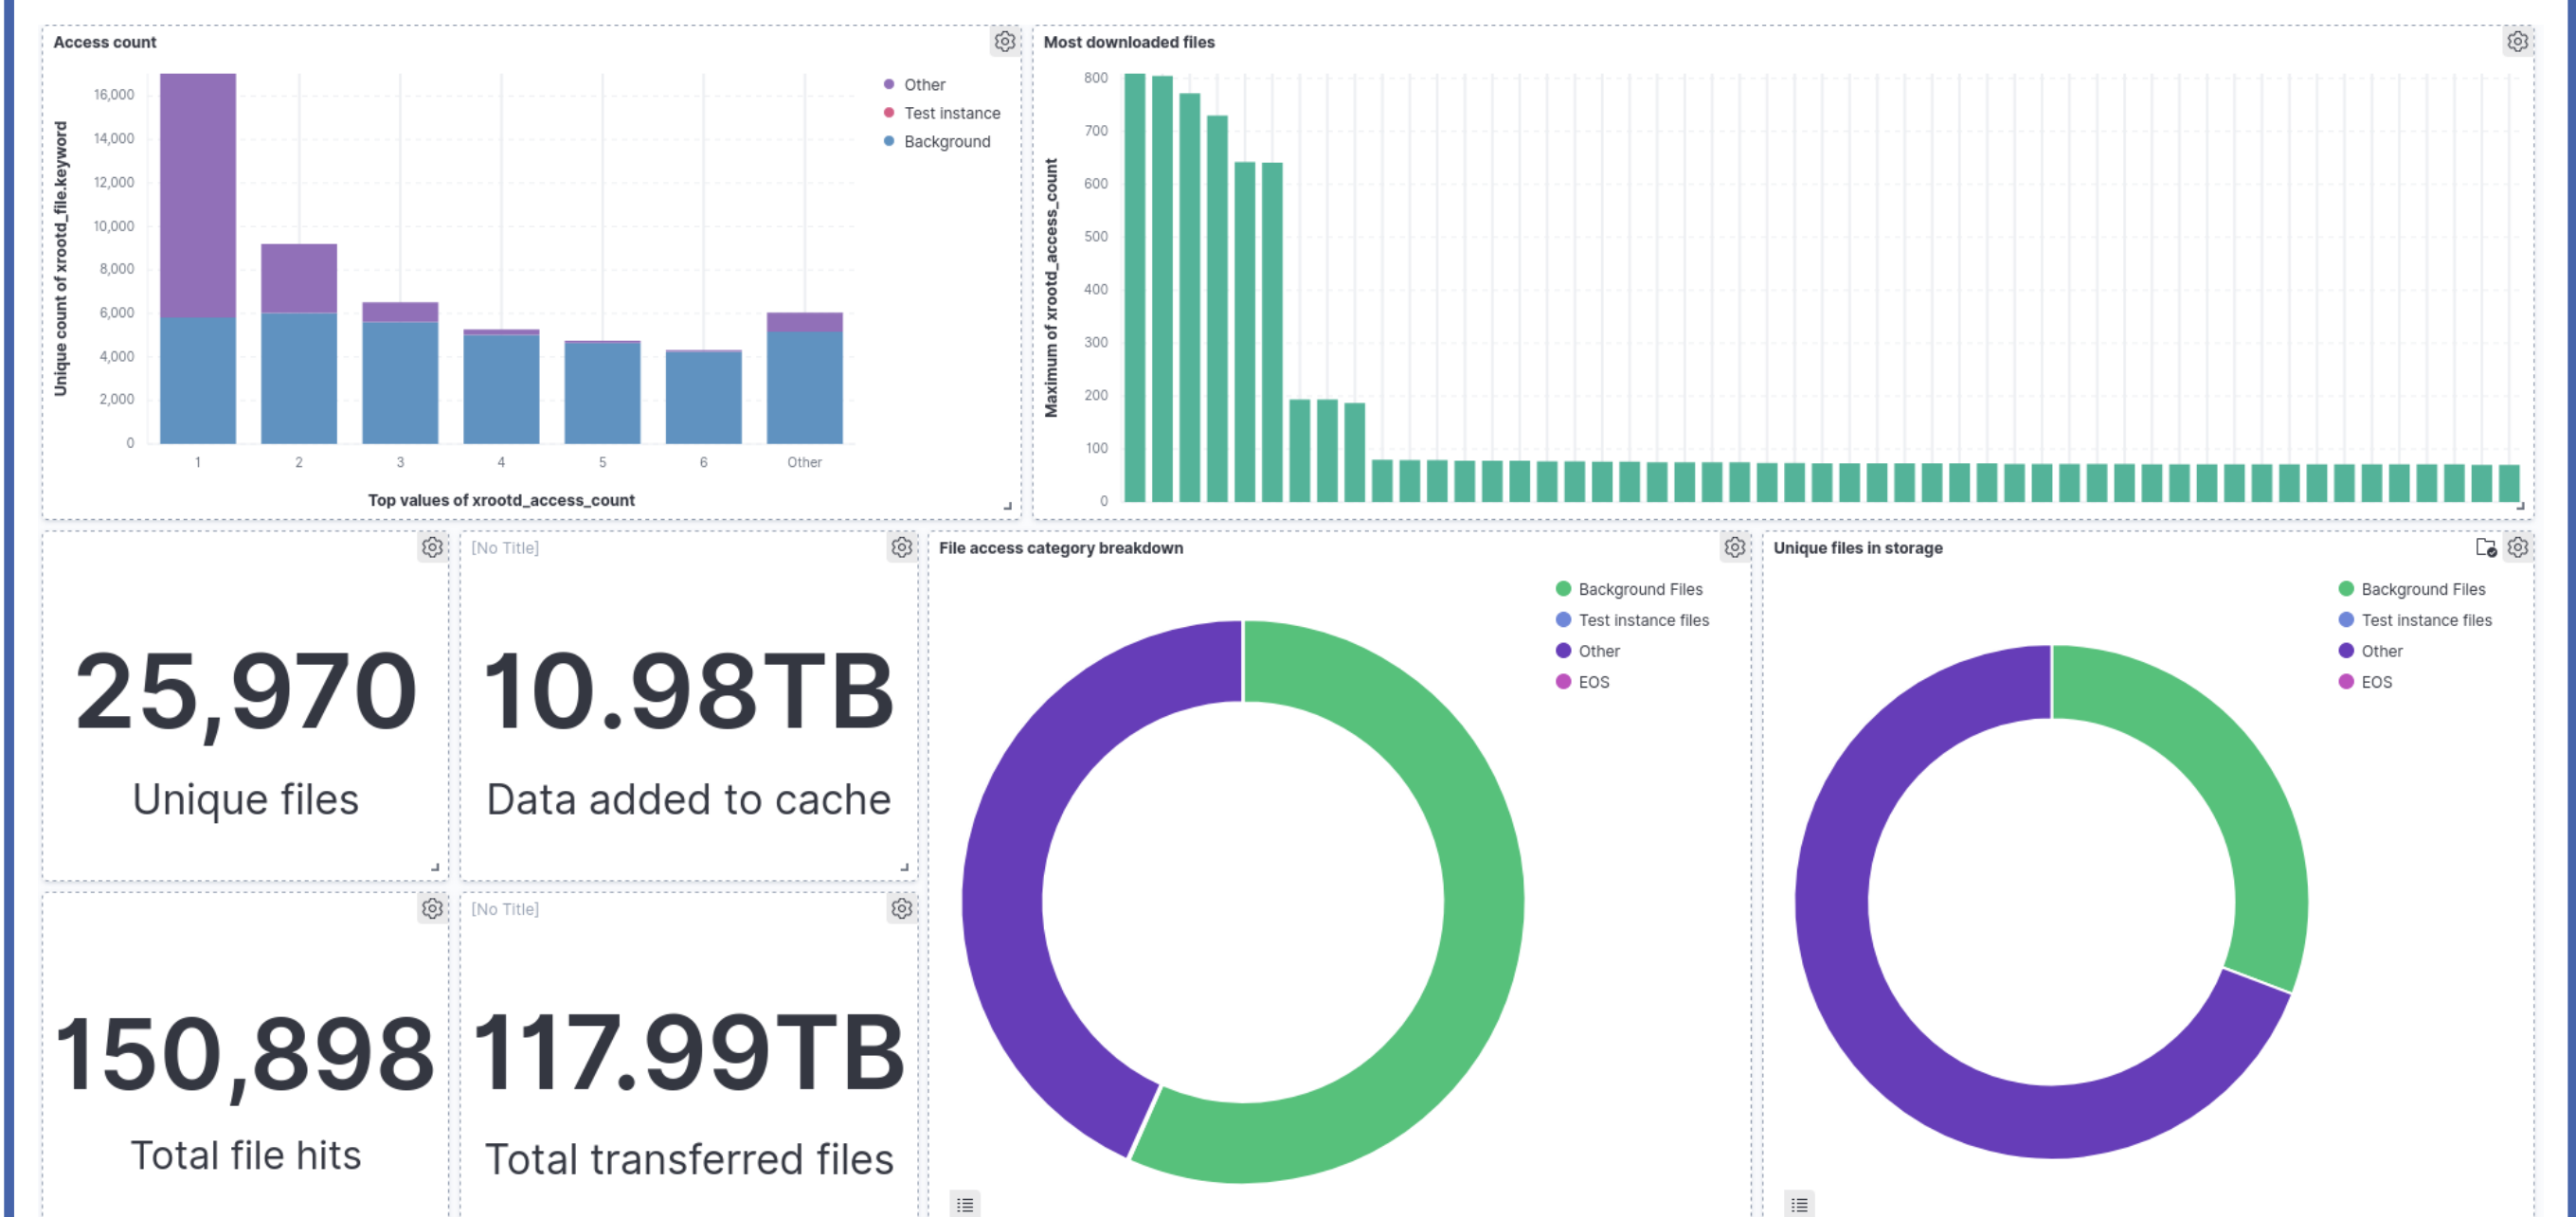 Access count
Unique count of xrootd_file.keyword
16,000
14,000
12,000
10,000
8,000
6,000
4,000
2,000
0
1 2 3 4 5 6 Other
Top values of xrootd_access_count
Other
Test instance
Background
Most downloaded files
Maximum of xrootd_access_count
800
700
600
500
400
300
200
100
0
25,970
Unique files
[No Title]
10.98TB
Data added to cache
150,898
Total file hits
[No Title]
117.99TB
Total transferred files
File access category breakdown
Background Files
Test instance files
Other
EOS
Unique files in storage
Background Files
Test instance files
Other
EOS